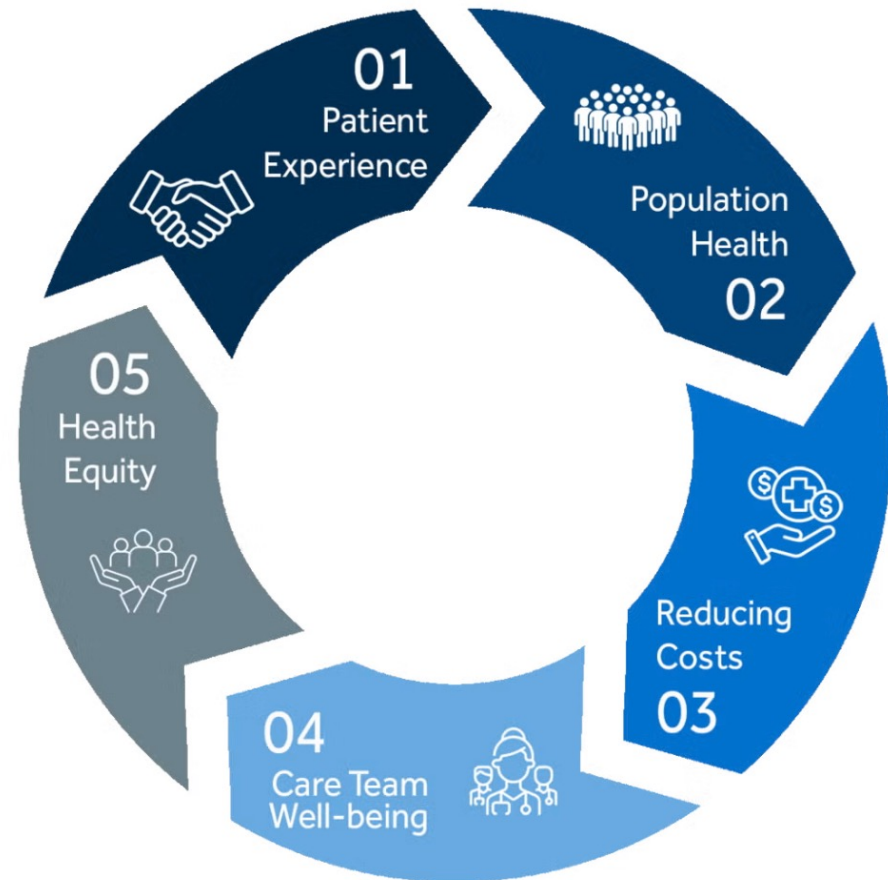 01
Patient
Experience
Population
Health
02
$
$
Reducing
Costs
03
04
Care Team
Well-being
05
Health
Equity